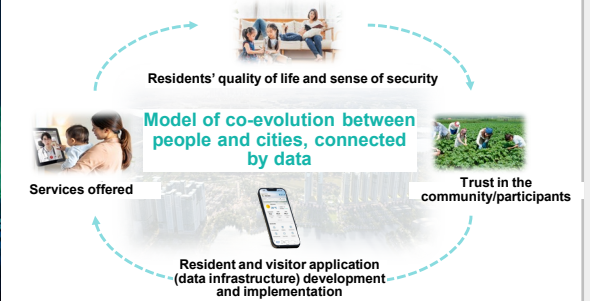 Residents' quality of life and sense of security
Model of co-evolution between
people and cities, connected
by data
Services offered
Trust in the
community/participants
Resident and visitor application
(data infrastructure) development
and implementation